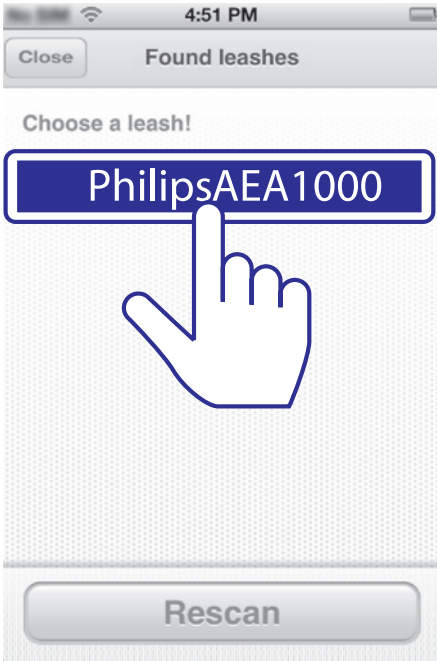 4:51 PM
Close Found leashes
Choose a leash!
PhilipsAEA1000
Rescan